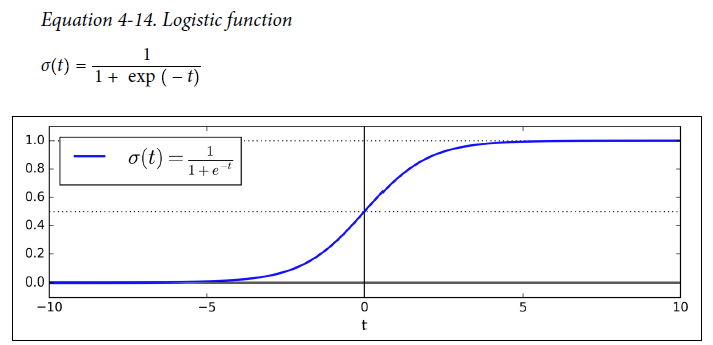 Equation 4-14. Logistic function
σ(t) = 1 / (1 + exp (− t))
σ(t) = 1 / (1+e^−t)
1.0
0.8
0.6
0.4
0.2
0.0
−10 −5 0 5 10
t